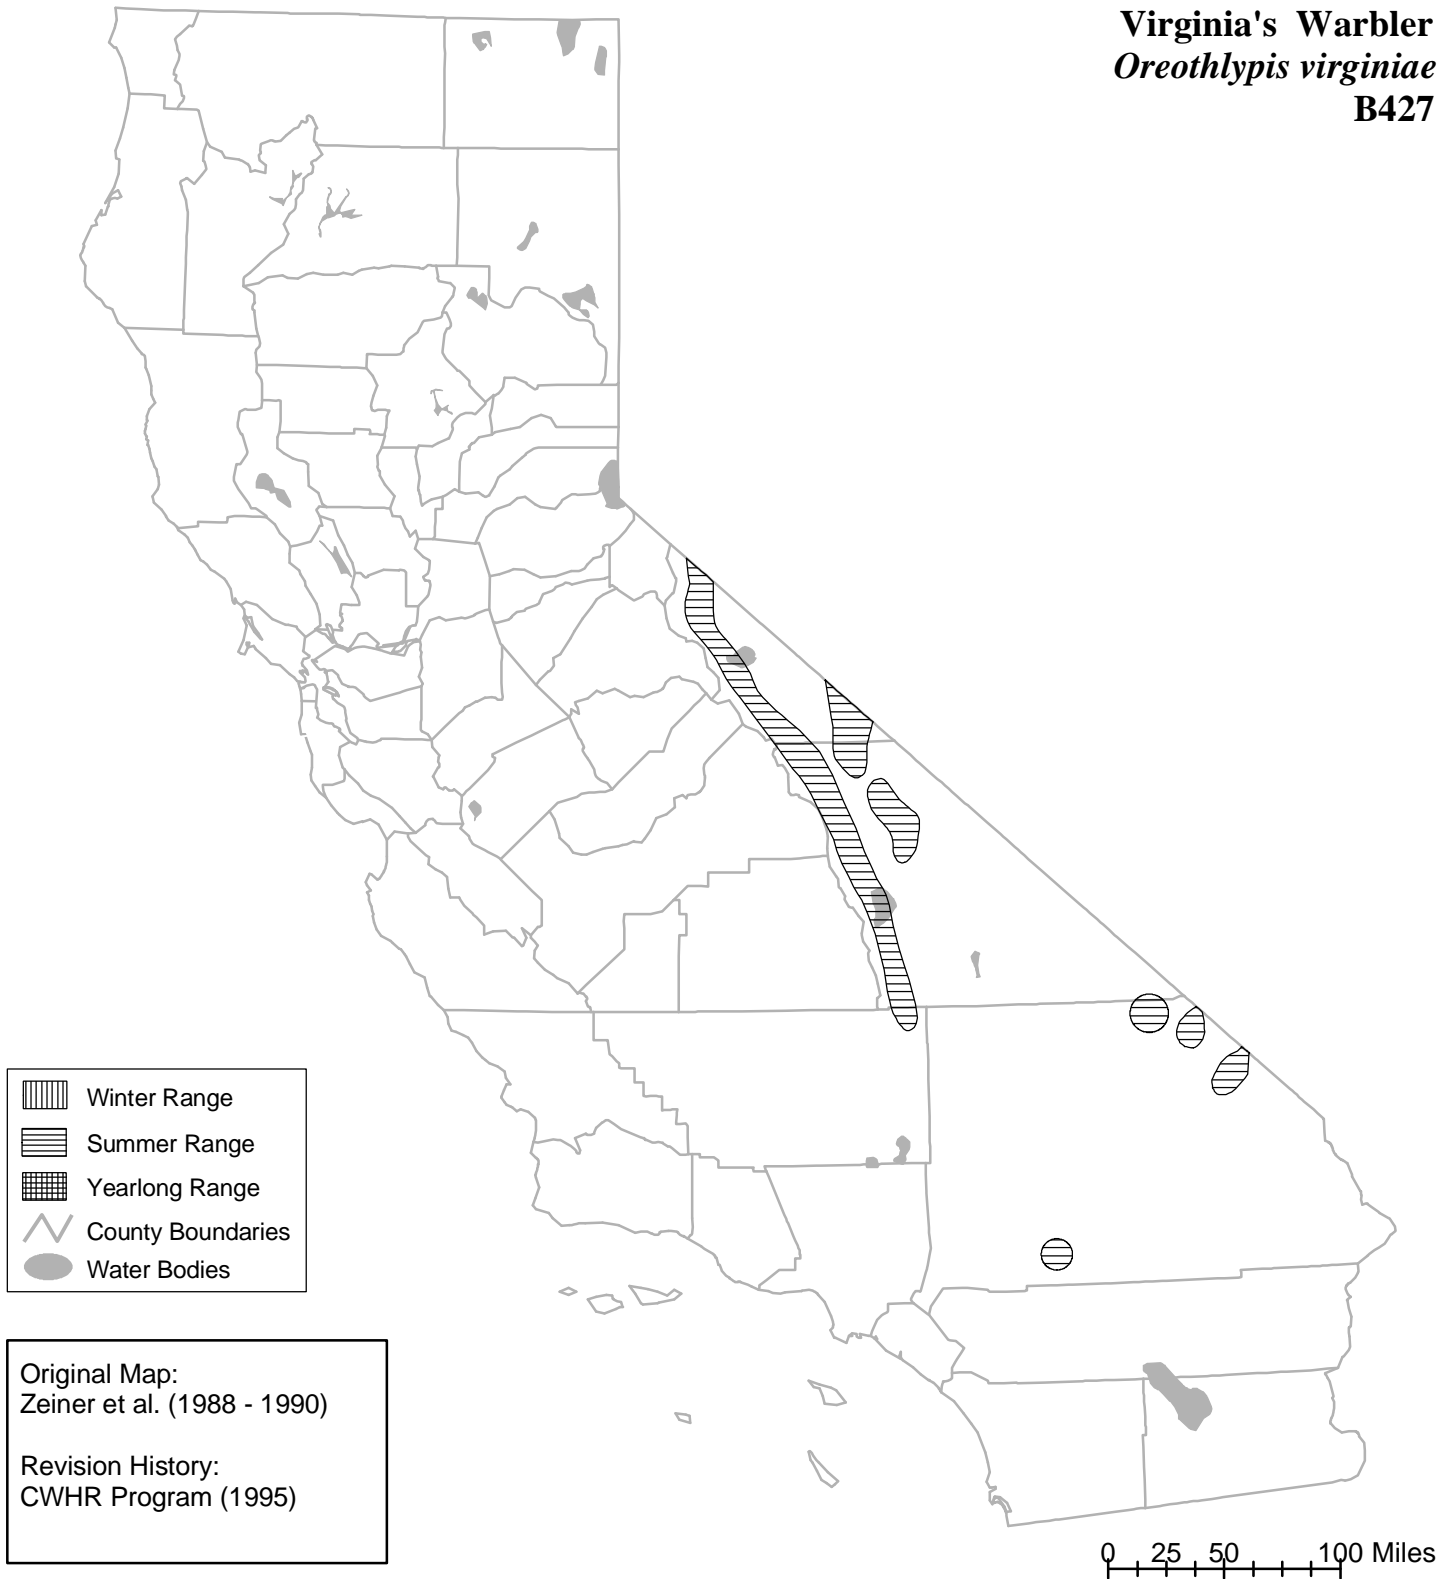 Virginia's Warbler
Oreothlypis virginiae
B427
Winter Range
Summer Range
Yearlong Range
County Boundaries
Water Bodies
Original Map:
Zeiner et al. (1988 - 1990)
Revision History:
CWHR Program (1995)
0 25 50 100 Miles